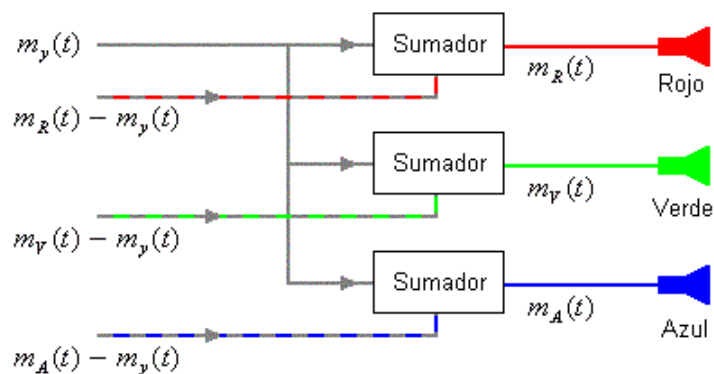 m_y(t)
Sumador
m_R(t)
Rojo
m_R(t) − m_y(t)
Sumador
m_V(t)
Verde
m_V(t) − m_y(t)
Sumador
m_A(t)
Azul
m_A(t) − m_y(t)